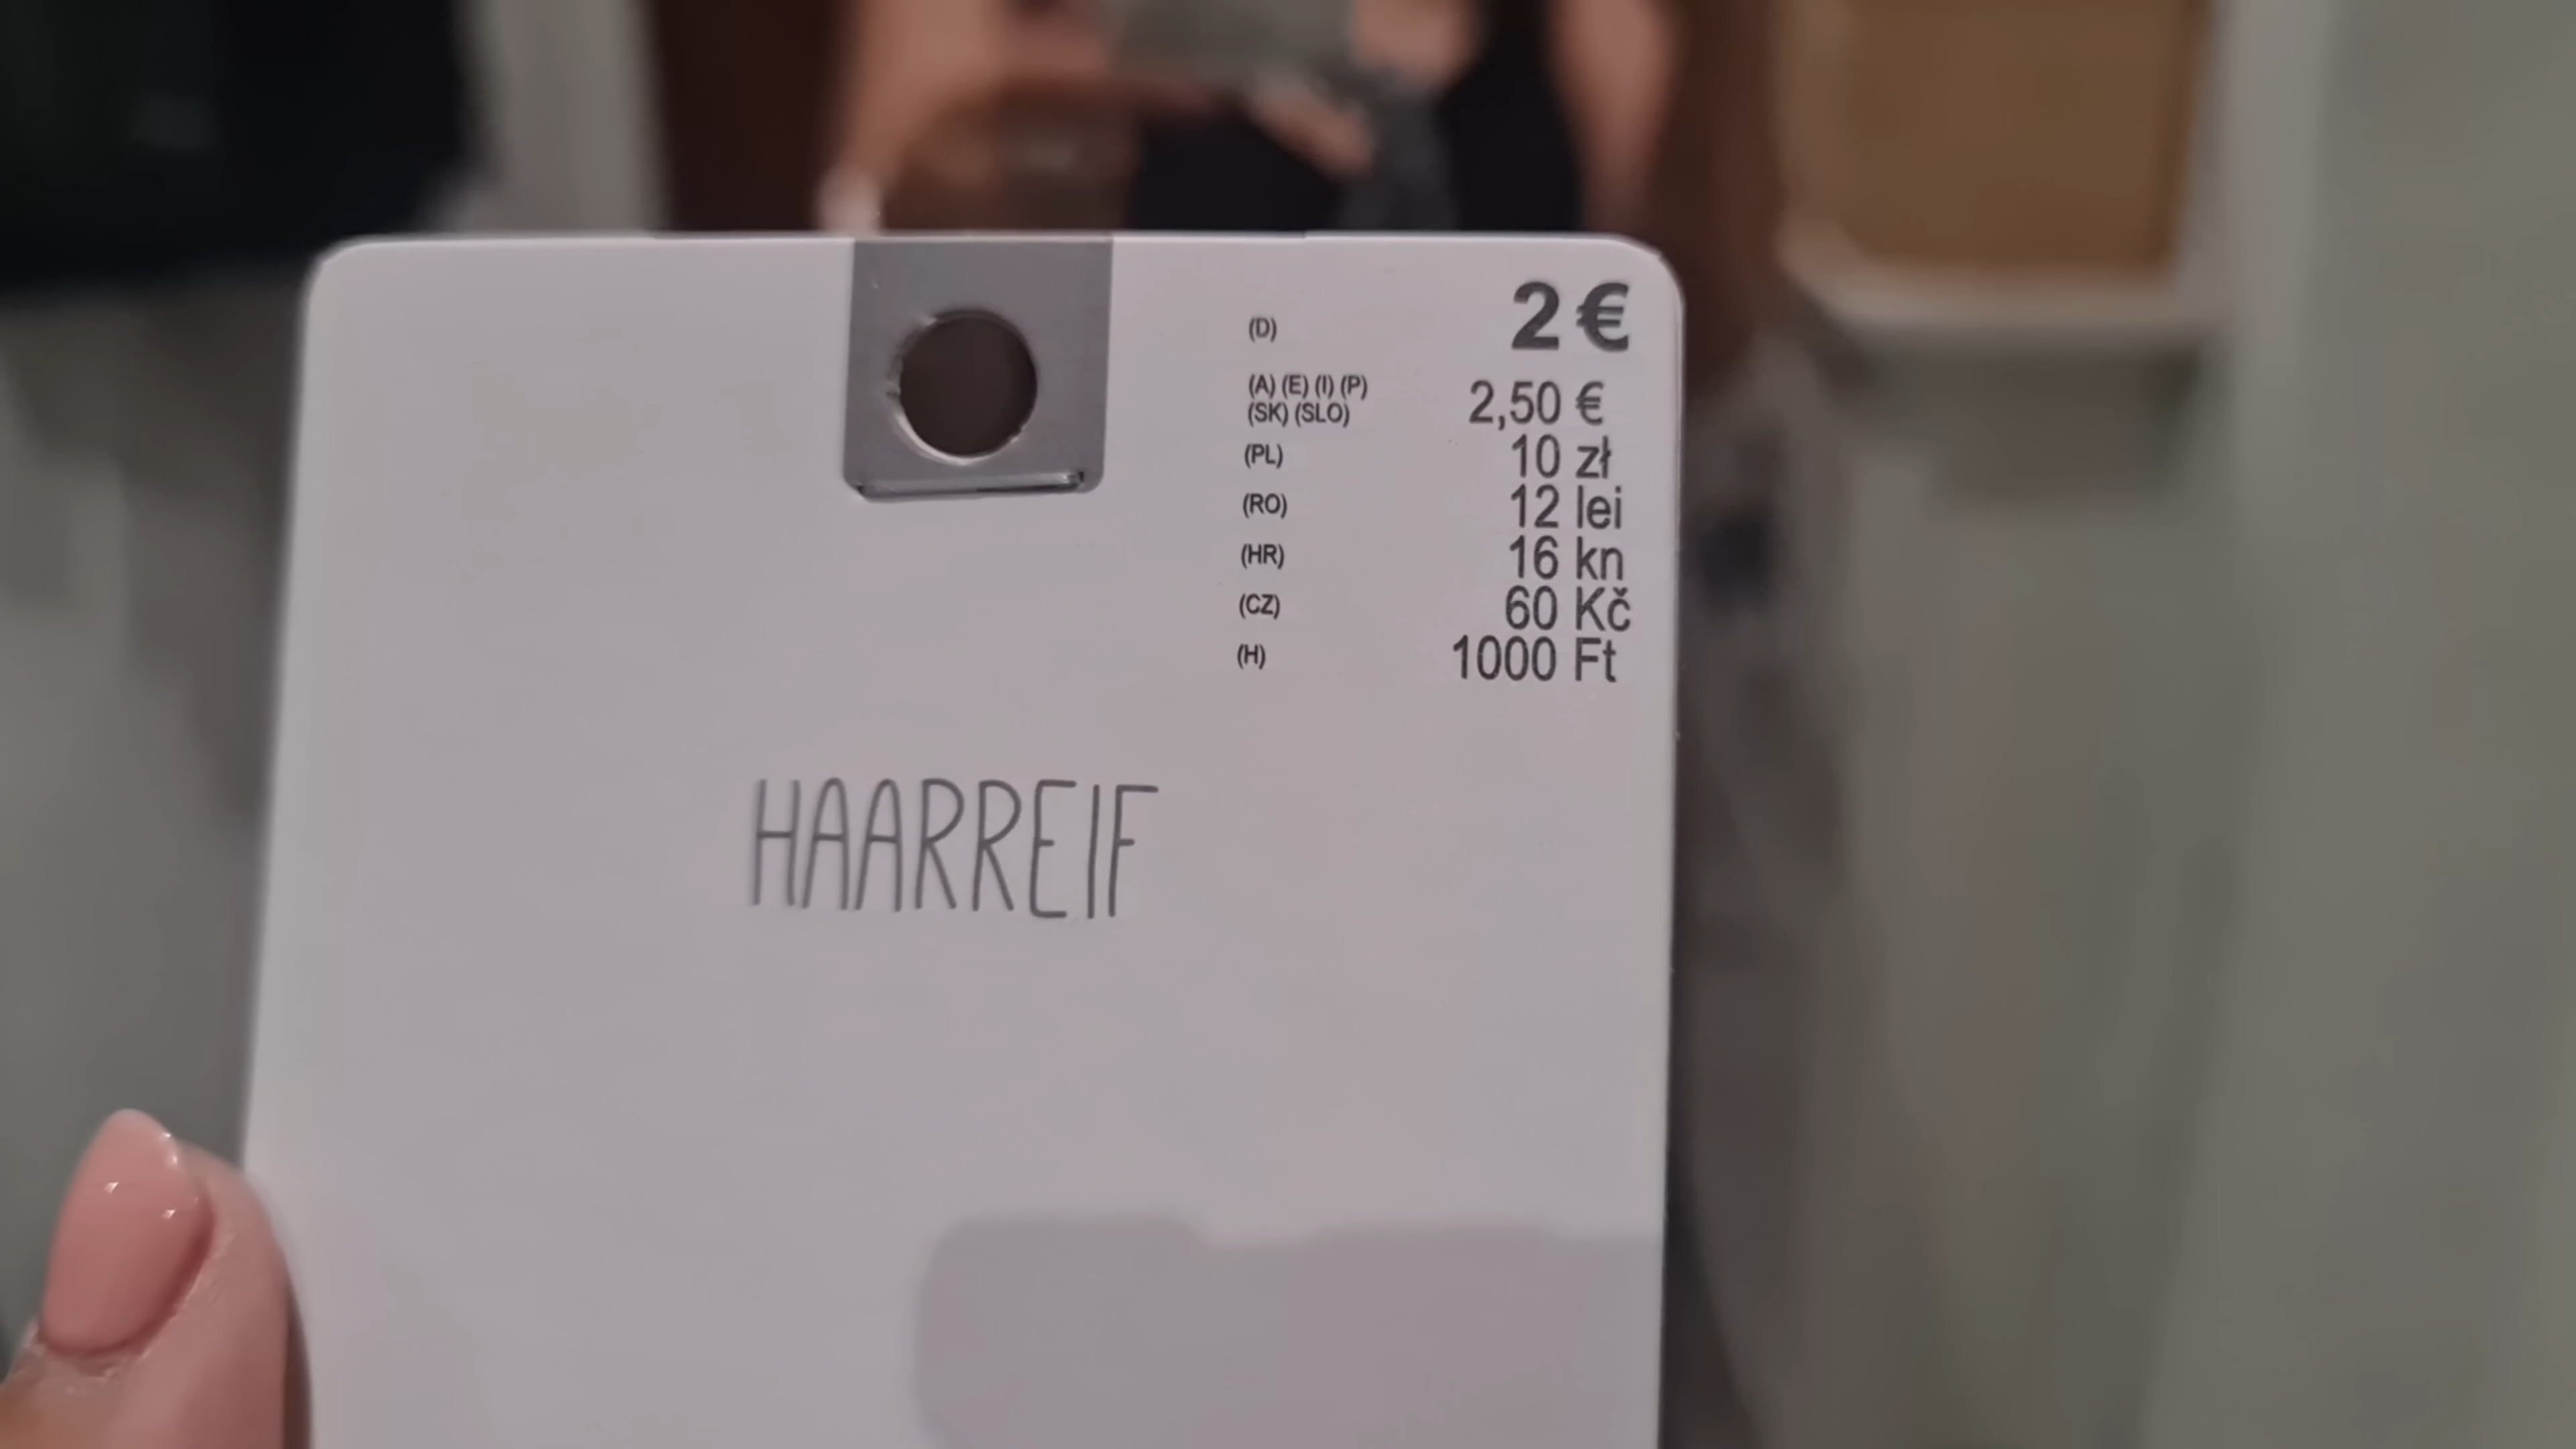 (D) 2 €
(A) (E) (I) (P)
(SK) (SLO) 2,50 €
(PL) 10 zł
(RO) 12 lei
(HR) 16 kn
(CZ) 60 Kč
(H) 1000 Ft
HAARREIF